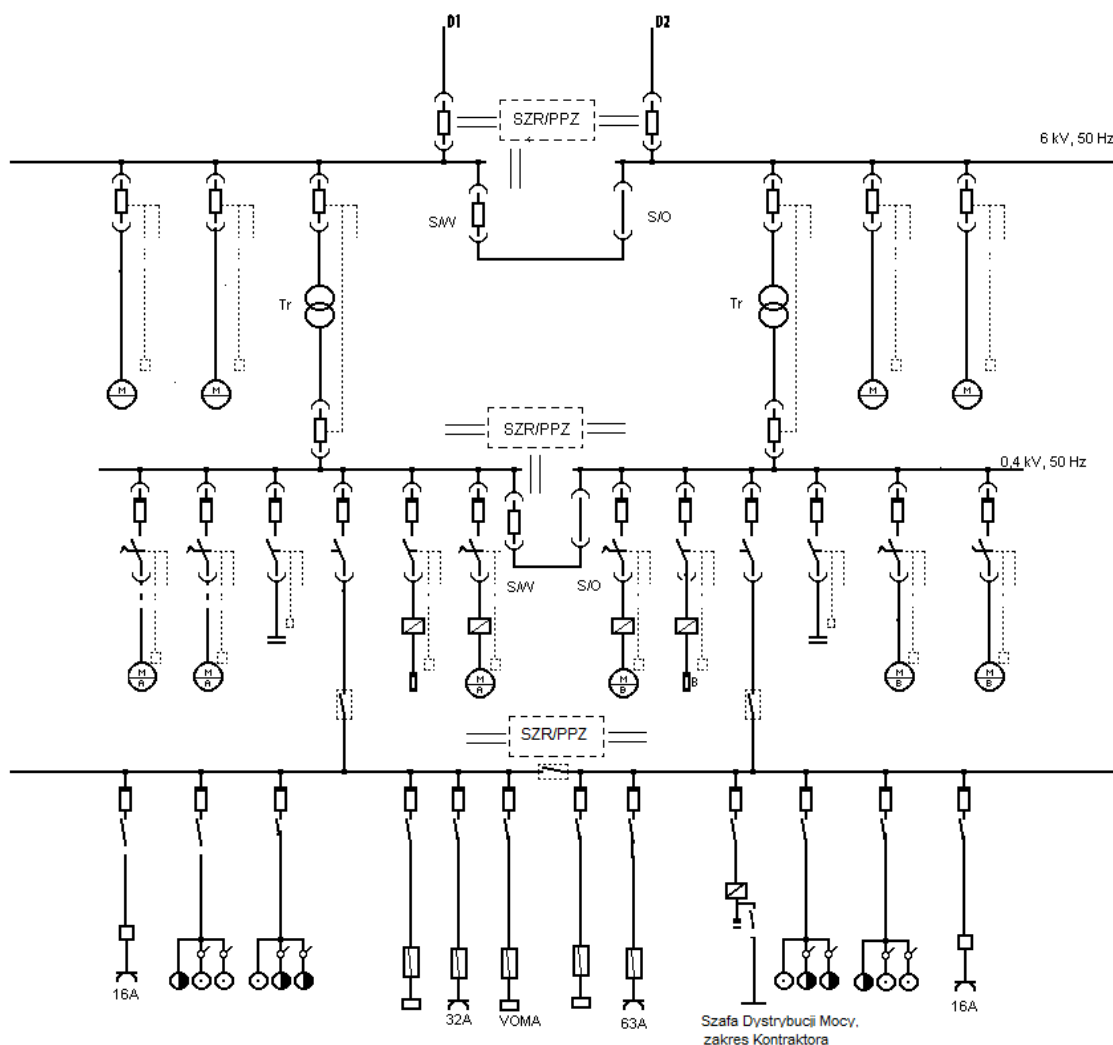 D1
D2
SZR/PPZ
6 kV, 50 Hz
S/W
S/O
Tr
Tr
M
M
M
M
SZR/PPZ
0,4 kV, 50 Hz
S/W
S/O
M A
M A
M A
M B
B
M B
M B
SZR/PPZ
16A
32A
VOMA
63A
16A
Szafa Dystrybucji Mocy,
zakres Kontraktora